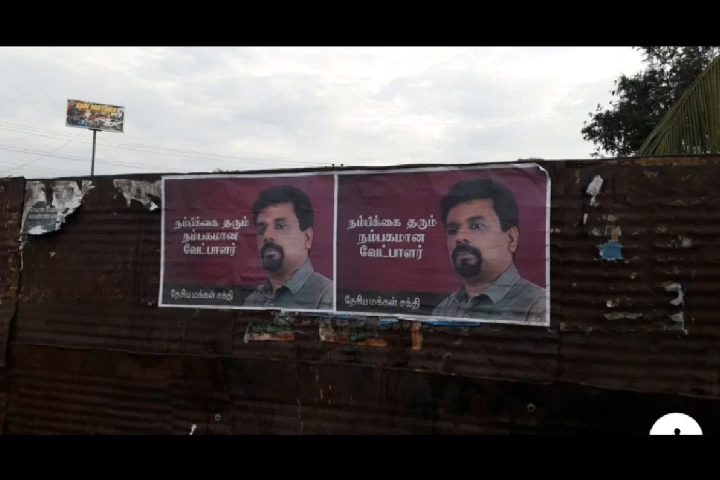 நம்பிக்கை தரும்
நம்பகமான
வேட்பாளர்
தேசிய மக்கள் சக்தி
நம்பிக்கை தரும்
நம்பகமான
வேட்பாளர்
தேசிய மக்கள் சக்தி